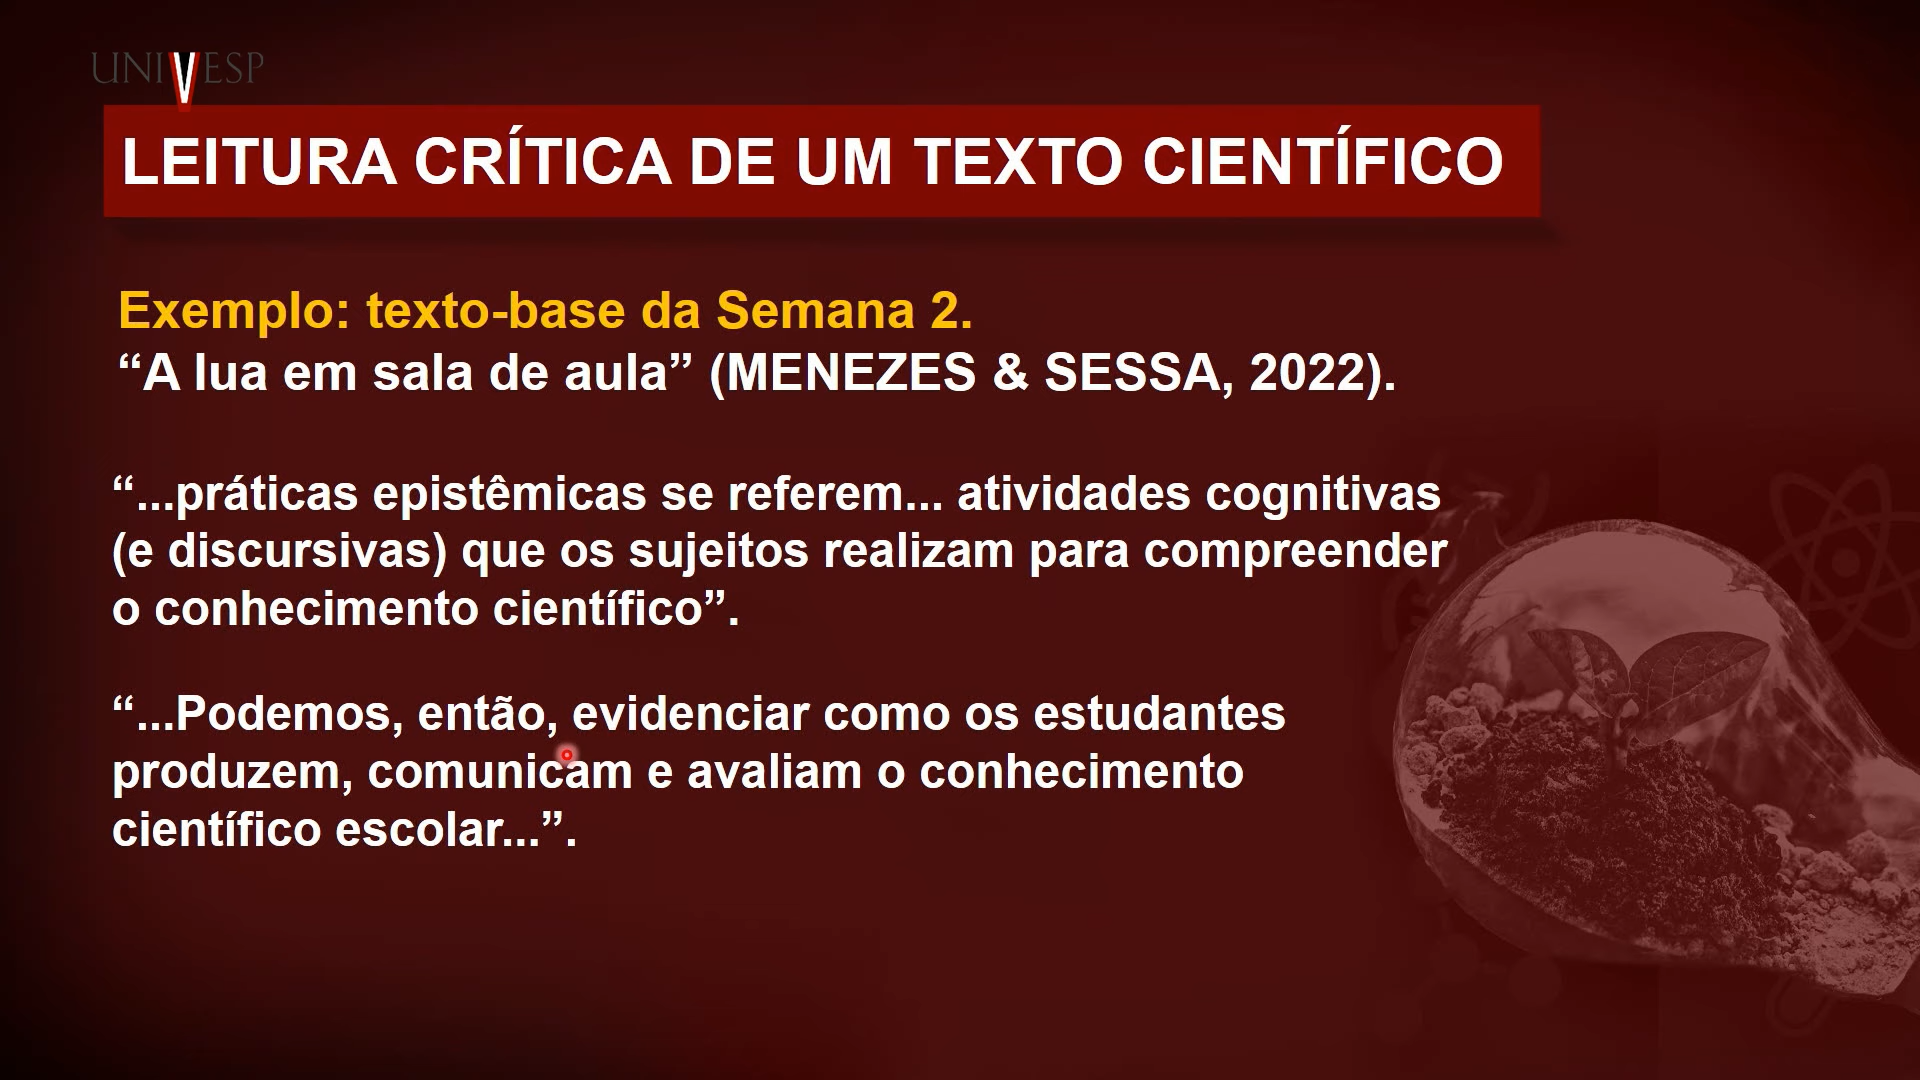 UNIVESP
LEITURA CRÍTICA DE UM TEXTO CIENTÍFICO
Exemplo: texto-base da Semana 2.
“A lua em sala de aula” (MENEZES & SESSA, 2022).
“...práticas epistêmicas se referem... atividades cognitivas
(e discursivas) que os sujeitos realizam para compreender
o conhecimento científico”.
“...Podemos, então, evidenciar como os estudantes
produzem, comunicam e avaliam o conhecimento
científico escolar...”.